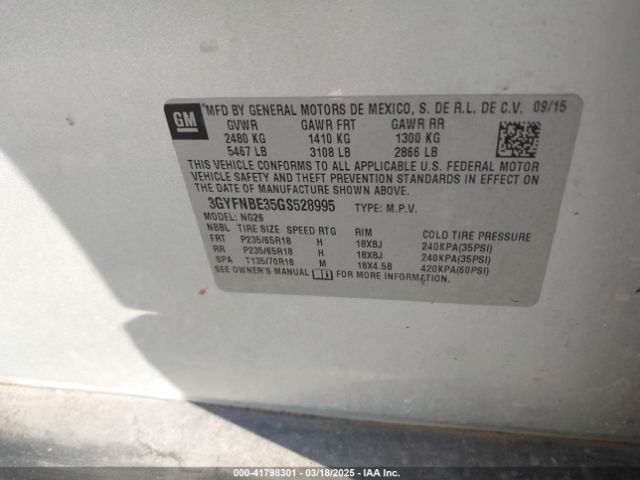 GM
MFD BY GENERAL MOTORS DE MEXICO, S. DE R.L. DE C.V. 09/15
GVWR GAWR FRT GAWR RR
2480 KG 1410 KG 1300 KG
5467 LB 3108 LB 2866 LB
THIS VEHICLE CONFORMS TO ALL APPLICABLE U.S. FEDERAL MOTOR
VEHICLE SAFETY AND THEFT PREVENTION STANDARDS IN EFFECT ON
THE DATE OF MANUFACTURE SHOWN ABOVE.
3GYFNBE35GS528995 TYPE: M.P.V.
MODEL: NG26
NBBL TIRE SIZE SPEED RTG RIM COLD TIRE PRESSURE
FRT P235/65R18 H 18X8J 240KPA(35PSI)
RR P235/65R18 H 18X8J 240KPA(35PSI)
SPA T135/70R18 M 18X4.5B 420KPA(60PSI)
SEE OWNER'S MANUAL FOR MORE INFORMATION.
000-41798301 — 03/18/2025 — IAA Inc.